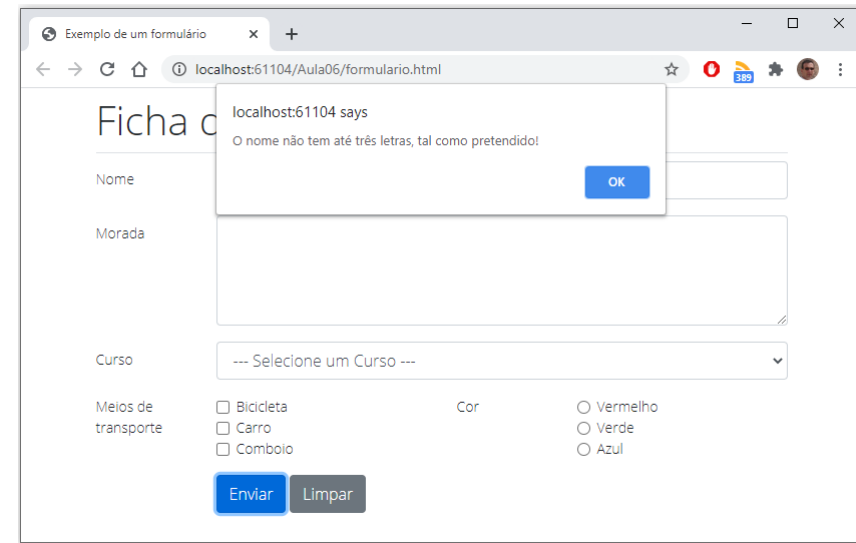 Exemplo de um formulário
localhost:61104/Aula06/formulario.html
389
Ficha
localhost:61104 says
O nome não tem até três letras, tal como pretendido!
OK
Nome
Morada
Curso
--- Selecione um Curso ---
Meios de transporte
Bicicleta
Carro
Comboio
Cor
Vermelho
Verde
Azul
Enviar
Limpar